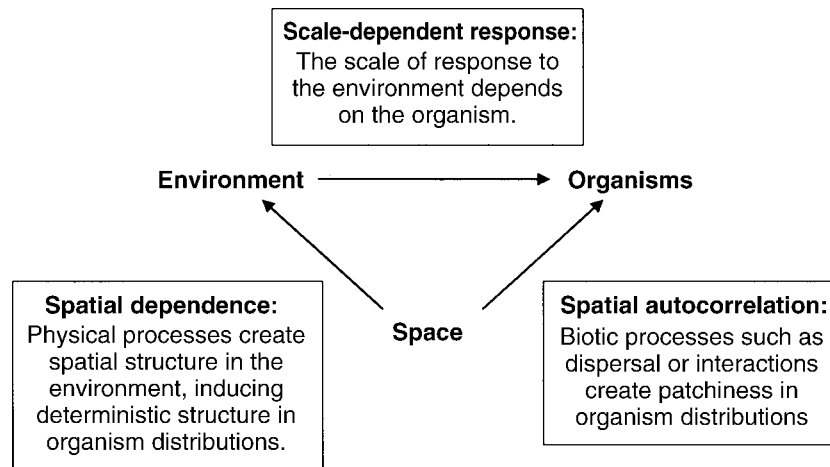 Scale-dependent response:
The scale of response to
the environment depends
on the organism.
Environment
Organisms
Space
Spatial dependence:
Physical processes create
spatial structure in the
environment, inducing
deterministic structure in
organism distributions.
Spatial autocorrelation:
Biotic processes such as
dispersal or interactions
create patchiness in
organism distributions